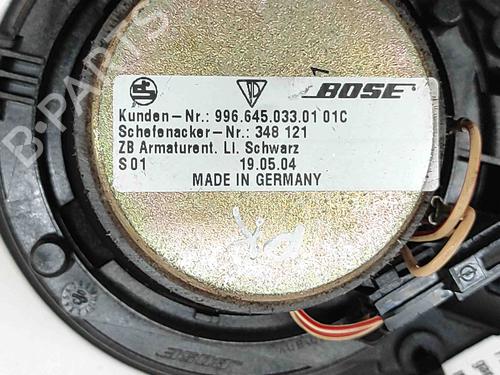 BOSE
Kunden-Nr.: 996.645.033.01 01C
Schefenacker-Nr.: 348 121
ZB Armaturent. LI. Schwarz
S01 19.05.04
MADE IN GERMANY
BOSE
B-PARTS